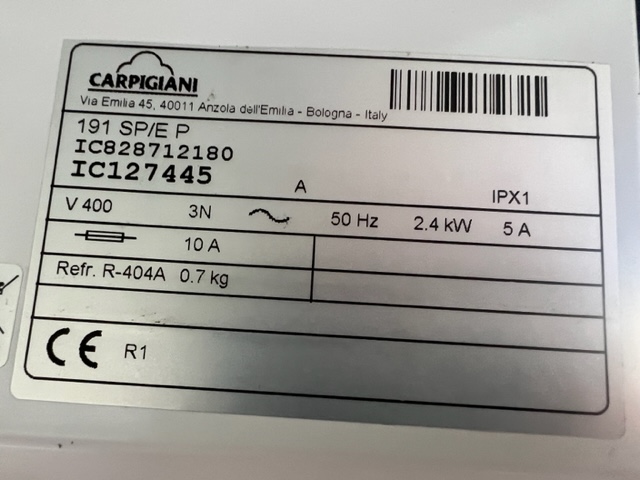 CARPIGIANI
Via Emilia 45, 40011 Anzola dell'Emilia - Bologna - Italy
191 SP/E P
IC828712180
IC127445
A IPX1
V 400 3N 50 Hz 2.4 kW 5 A
10 A
Refr. R-404A 0.7 kg
CE R1